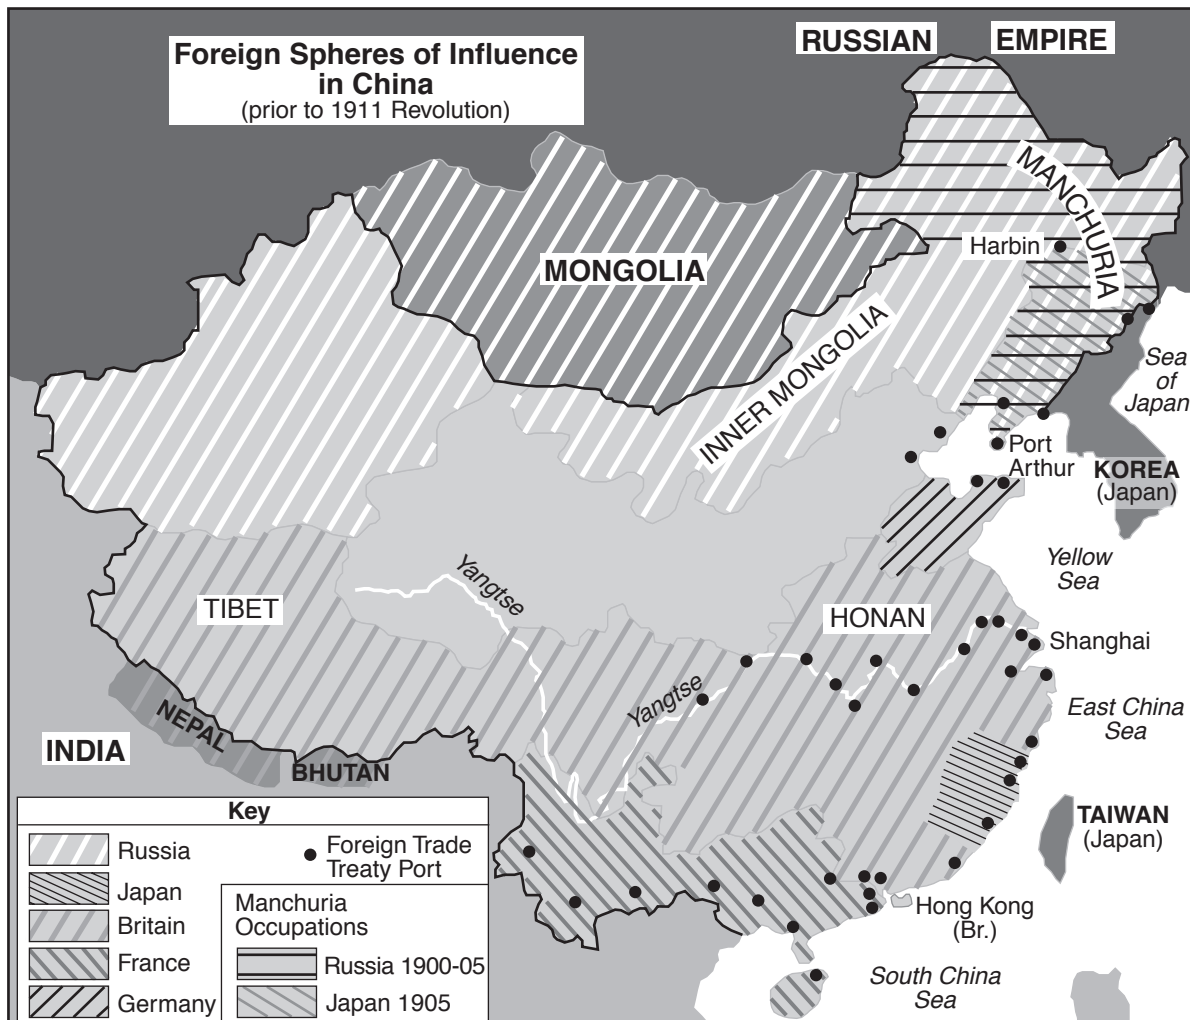 Foreign Spheres of Influence
in China
(prior to 1911 Revolution)
RUSSIAN EMPIRE
MANCHURIA
Harbin
MONGOLIA
INNER MONGOLIA
Sea
of
Japan
Port
Arthur
KOREA
(Japan)
Yellow
Sea
Yangtse
TIBET
HONAN
Shanghai
Yangtse
East China
Sea
NEPAL
INDIA
BHUTAN
TAIWAN
(Japan)
Hong Kong
(Br.)
South China
Sea
Key
Russia
Japan
Britain
France
Germany
Foreign Trade
Treaty Port
Manchuria
Occupations
Russia 1900-05
Japan 1905